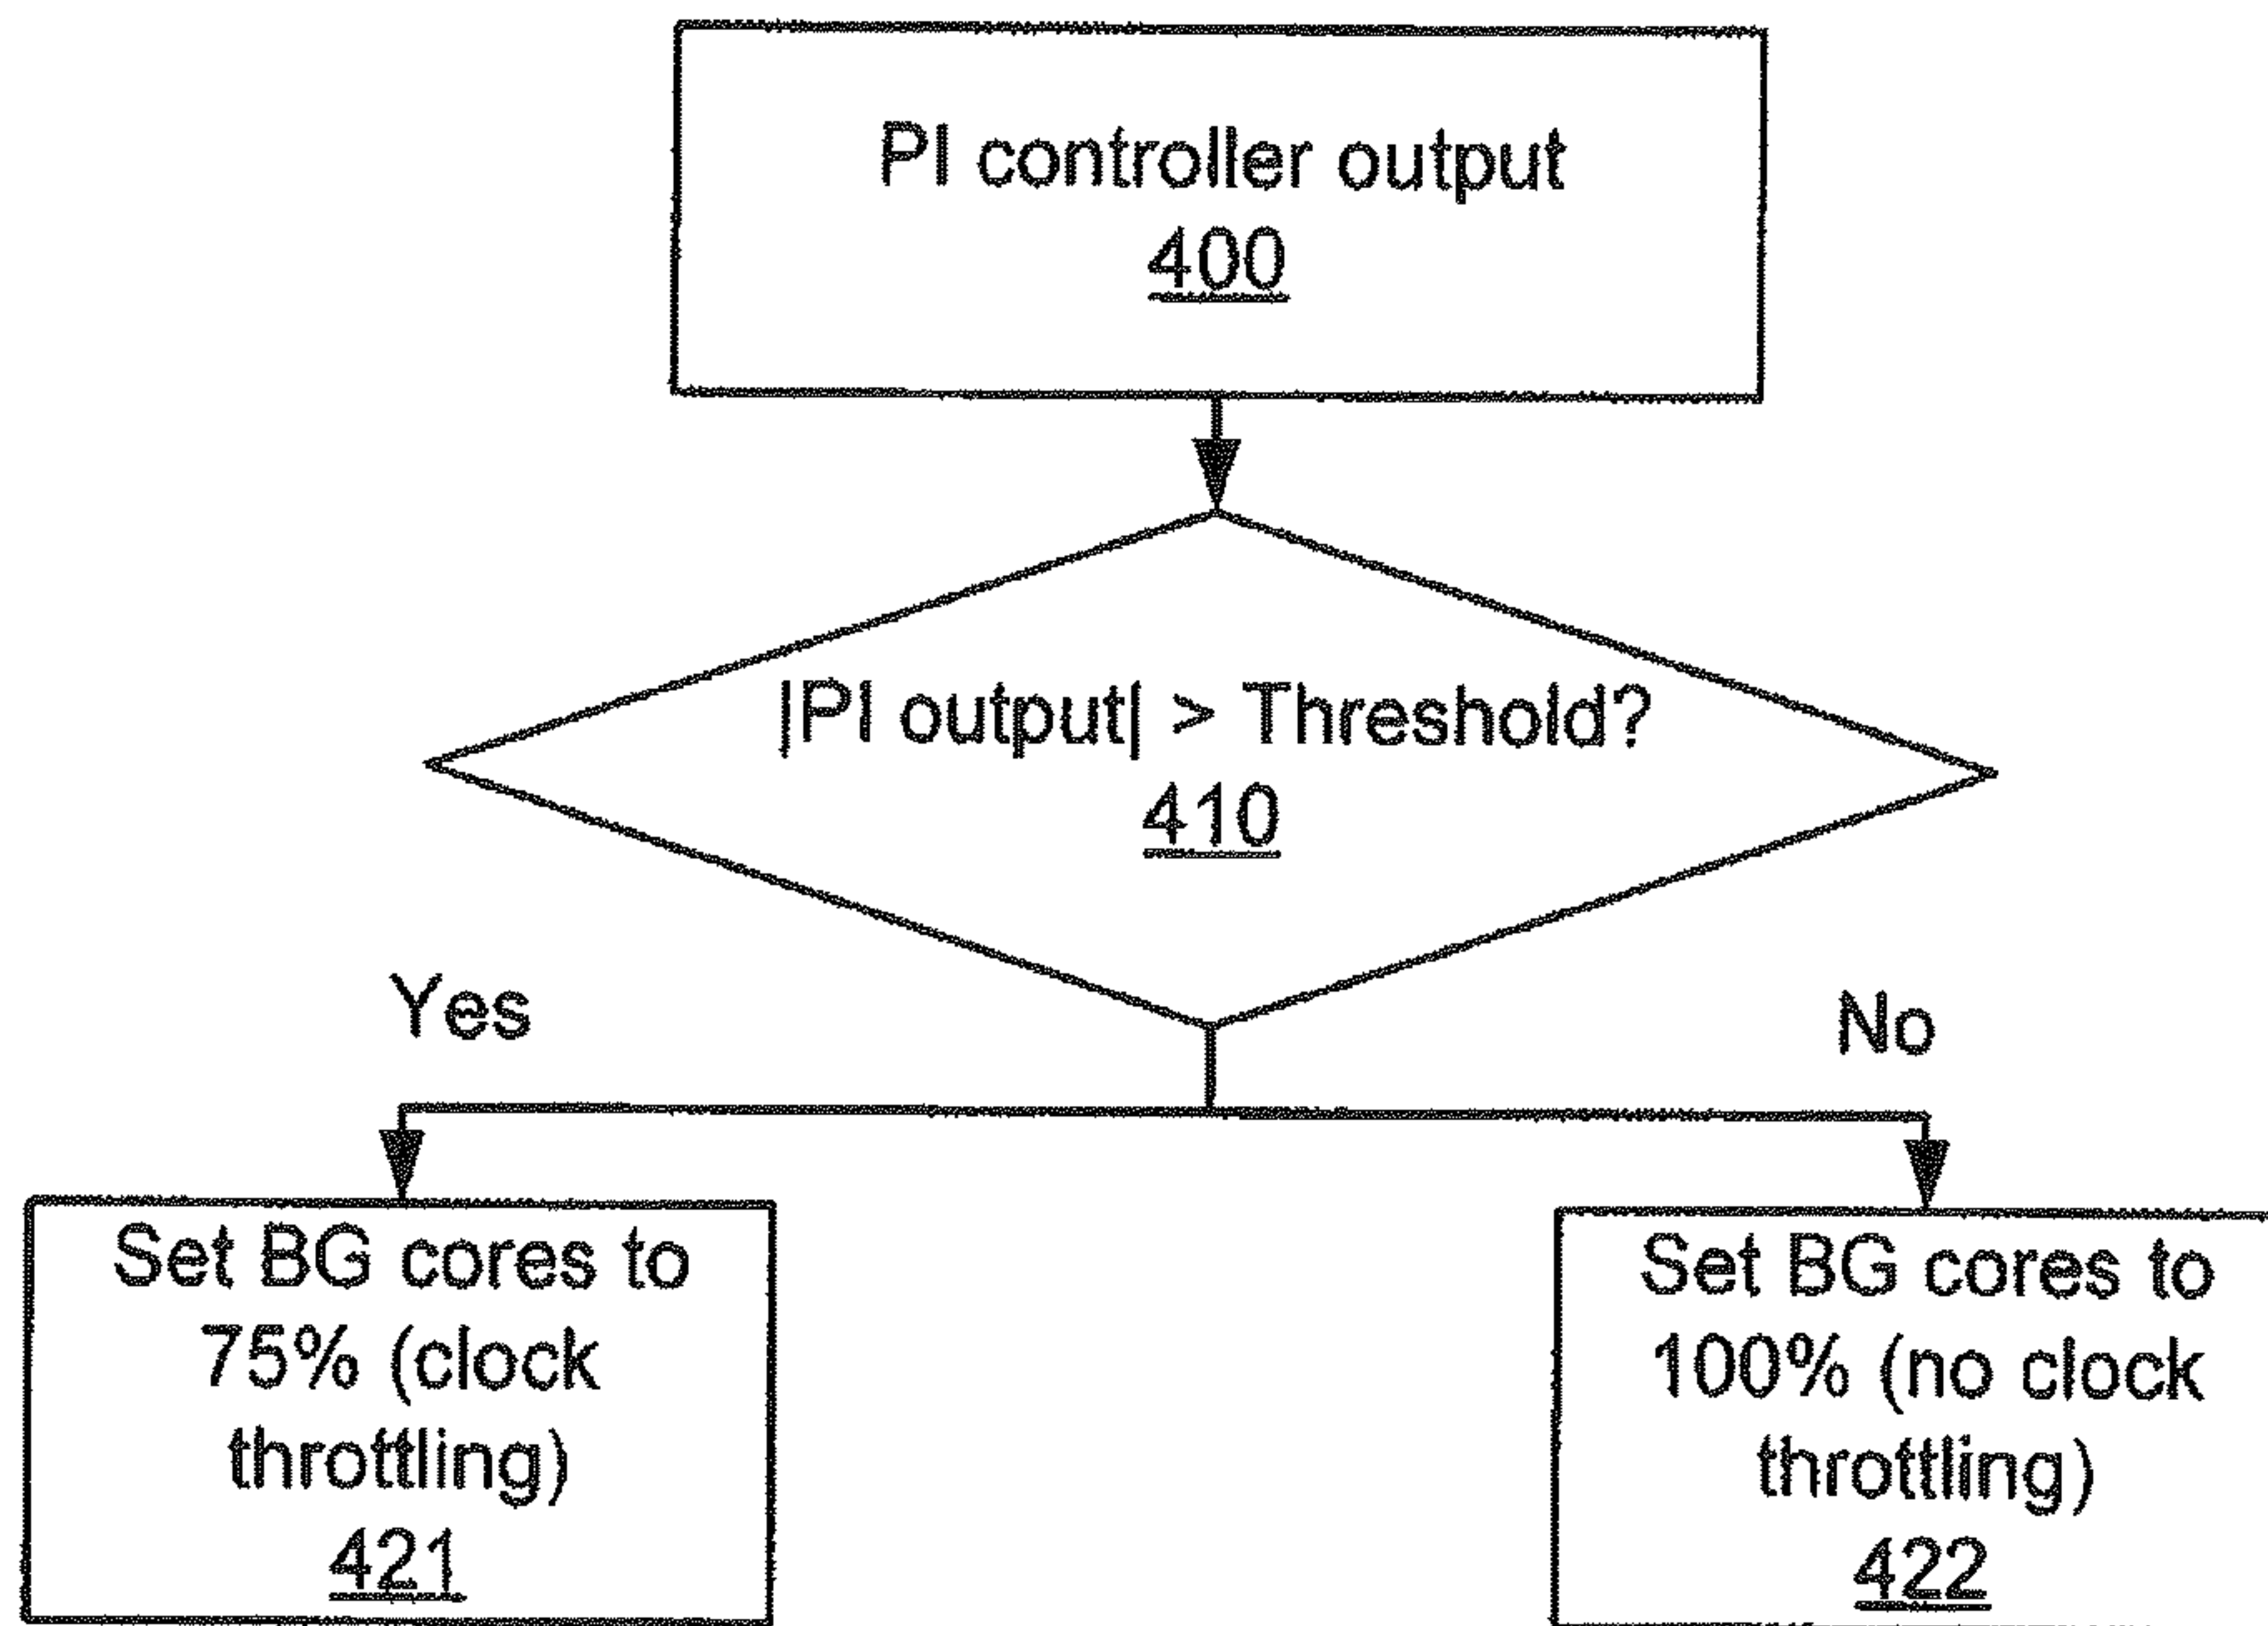 PI controller output
400
|PI output| > Threshold?
410
Yes
No
Set BG cores to
75% (clock
throttling)
421
Set BG cores to
100% (no clock
throttling)
422